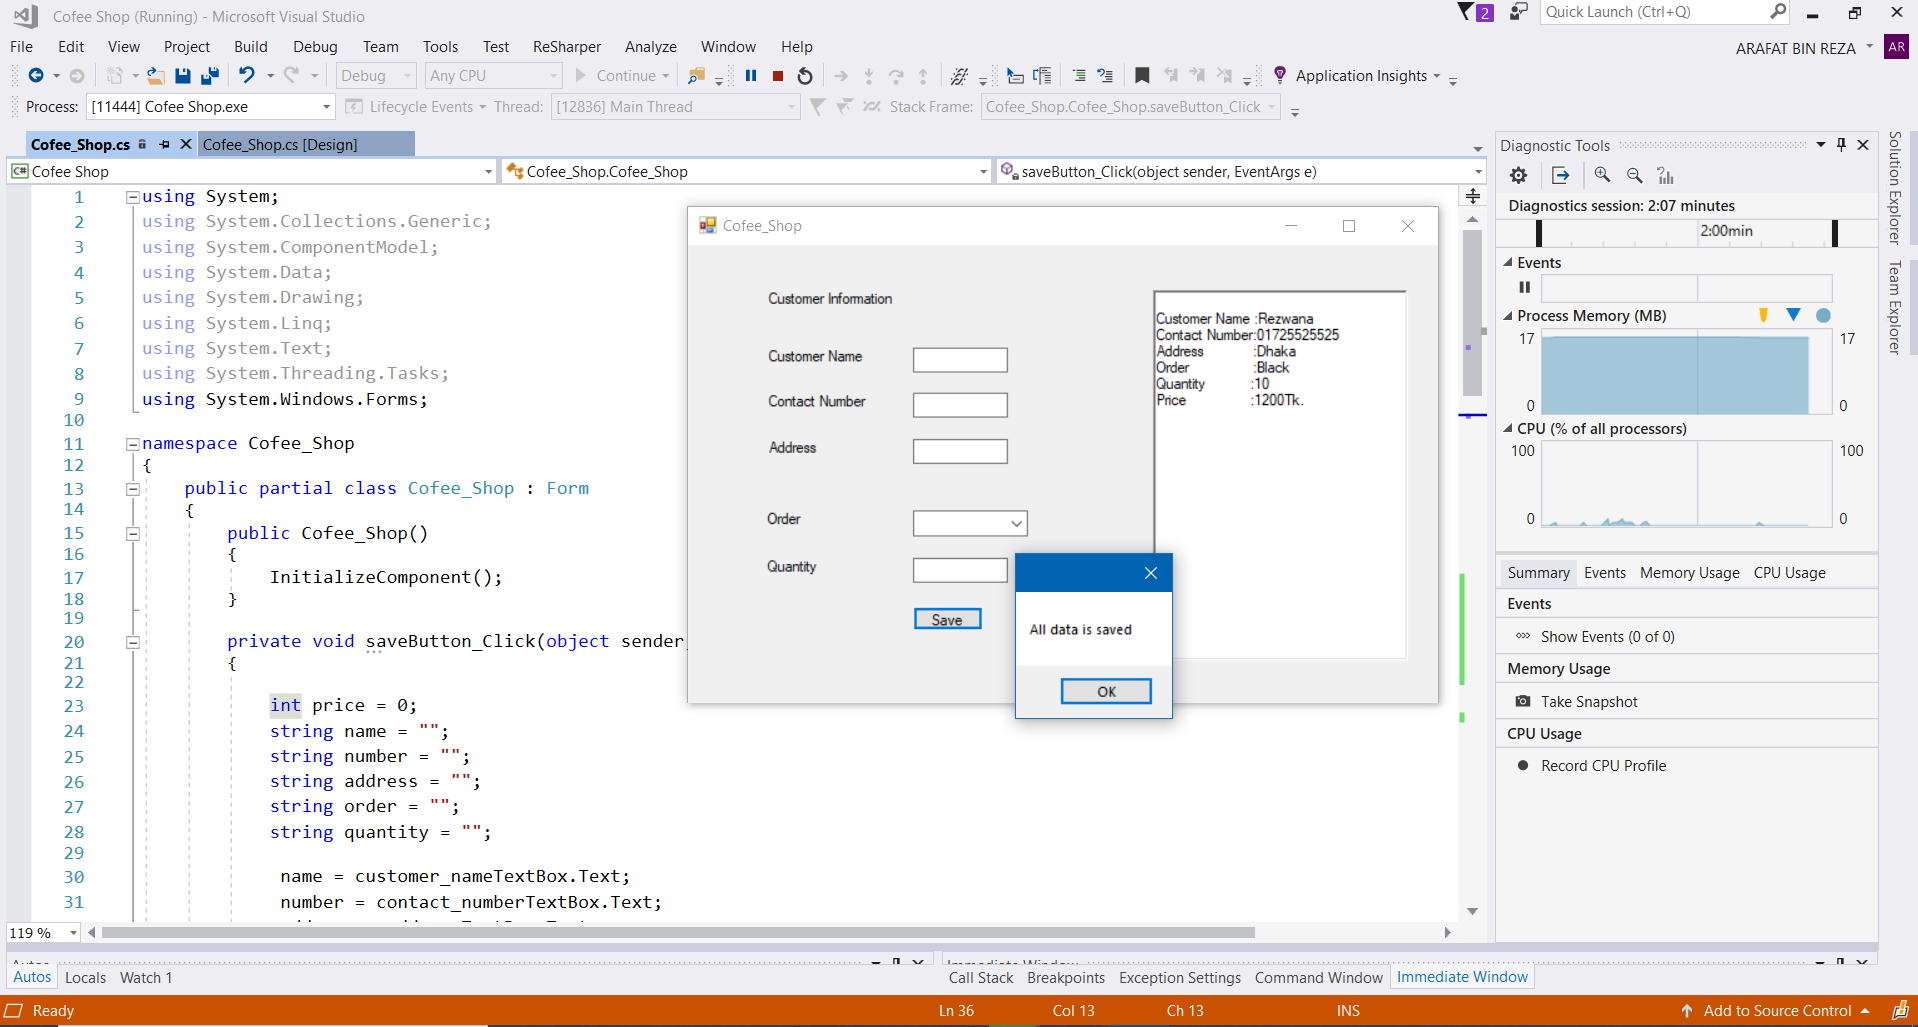 Cofee Shop (Running) - Microsoft Visual Studio
2
Quick Launch (Ctrl+Q)
File Edit View Project Build Debug Team Tools Test ReSharper Analyze Window Help
ARAFAT BIN REZA AR
Debug Any CPU Continue Application Insights
Process: [11444] Cofee Shop.exe Lifecycle Events Thread: [12836] Main Thread Stack Frame: Cofee_Shop.Cofee_Shop.saveButton_Click
Cofee_Shop.cs Cofee_Shop.cs [Design]
C# Cofee Shop Cofee_Shop.Cofee_Shop saveButton_Click(object sender, EventArgs e)
1 using System;
2 using System.Collections.Generic;
3 using System.ComponentModel;
4 using System.Data;
5 using System.Drawing;
6 using System.Linq;
7 using System.Text;
8 using System.Threading.Tasks;
9 using System.Windows.Forms;
10
11 namespace Cofee_Shop
12 {
13 public partial class Cofee_Shop : Form
14 {
15 public Cofee_Shop()
16 {
17 InitializeComponent();
18 }
19
20 private void saveButton_Click(object sender
21 {
22
23 int price = 0;
24 string name = "";
25 string number = "";
26 string address = "";
27 string order = "";
28 string quantity = "";
29
30 name = customer_nameTextBox.Text;
31 number = contact_numberTextBox.Text;
119 %
Cofee_Shop
Customer Information
Customer Name
Contact Number
Address
Order
Quantity
Save
Customer Name :Rezwana
Contact Number:01725525525
Address :Dhaka
Order :Black
Quantity :10
Price :1200Tk.
All data is saved
OK
Diagnostic Tools
Diagnostics session: 2:07 minutes
2:00min
Events
Process Memory (MB)
17 17
0 0
CPU (% of all processors)
100 100
0 0
Summary Events Memory Usage CPU Usage
Events
Show Events (0 of 0)
Memory Usage
Take Snapshot
CPU Usage
Record CPU Profile
Solution Explorer
Team Explorer
Autos
Immediate Window
Autos Locals Watch 1
Call Stack Breakpoints Exception Settings Command Window Immediate Window
Ready Ln 36 Col 13 Ch 13 INS Add to Source Control